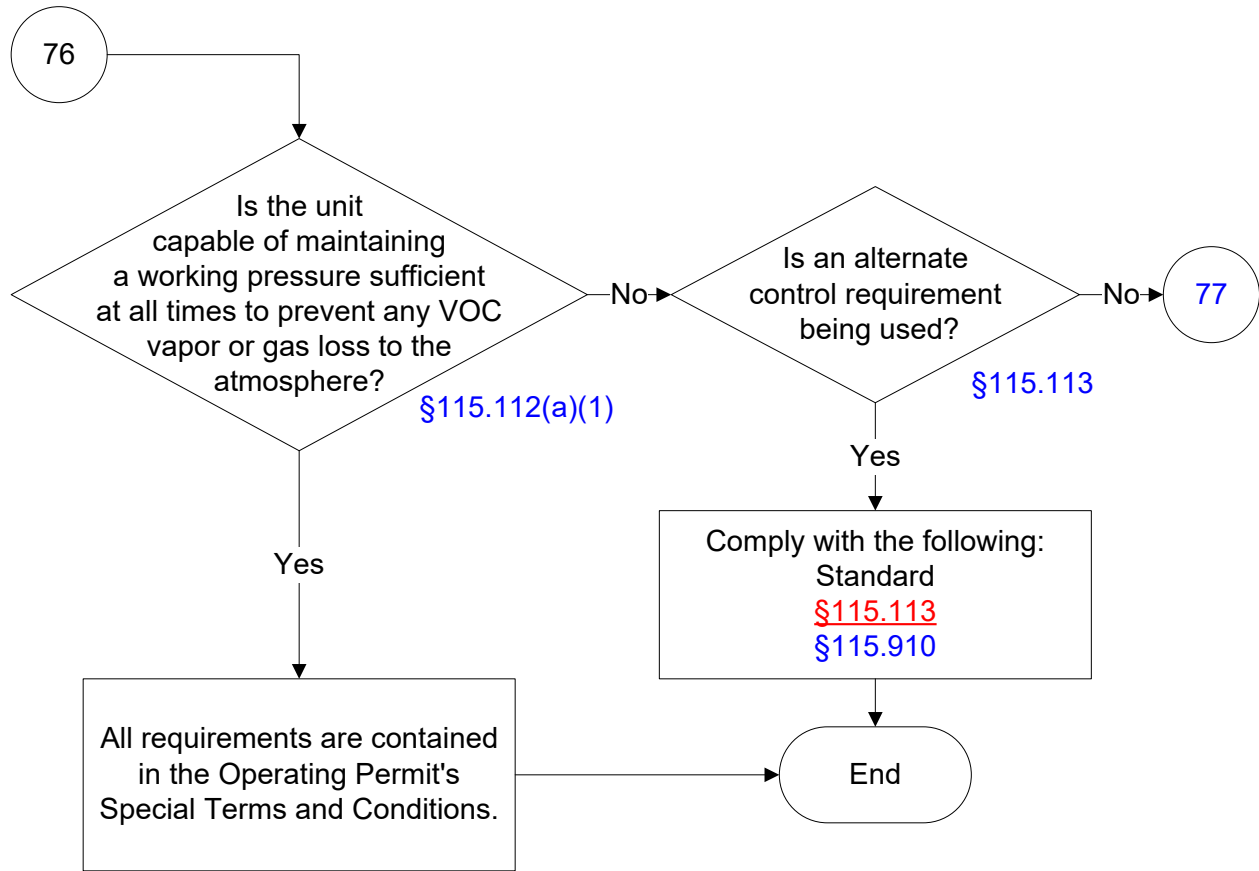 76
Is the unit
capable of maintaining
a working pressure sufficient
at all times to prevent any VOC
vapor or gas loss to the
atmosphere?
§115.112(a)(1)
No
Is an alternate
control requirement
being used?
§115.113
No
77
Yes
Yes
Comply with the following:
Standard
§115.113
§115.910
All requirements are contained
in the Operating Permit's
Special Terms and Conditions.
End